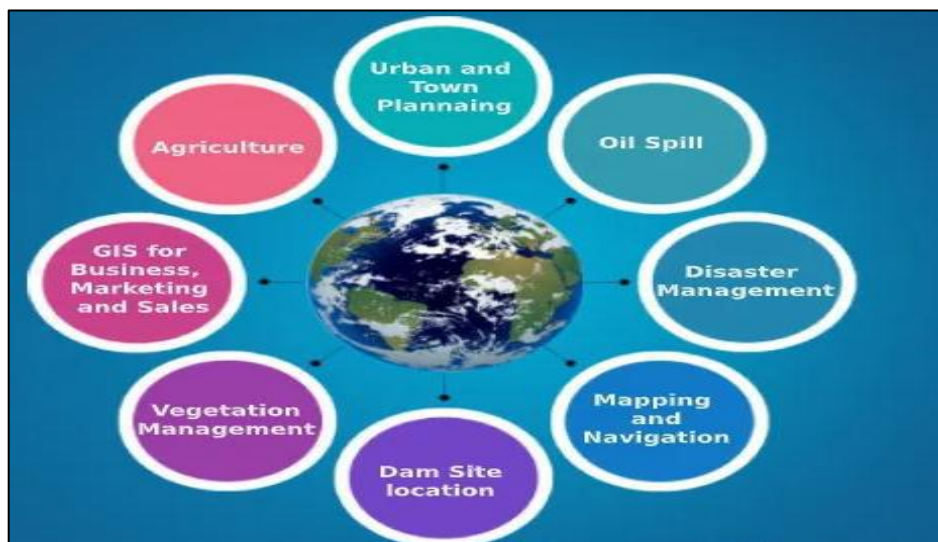 Urban and
Town
Plannaing
Oil Spill
Disaster
Management
Mapping
and
Navigation
Dam Site
location
Vegetation
Management
GIS for
Business,
Marketing
and Sales
Agriculture